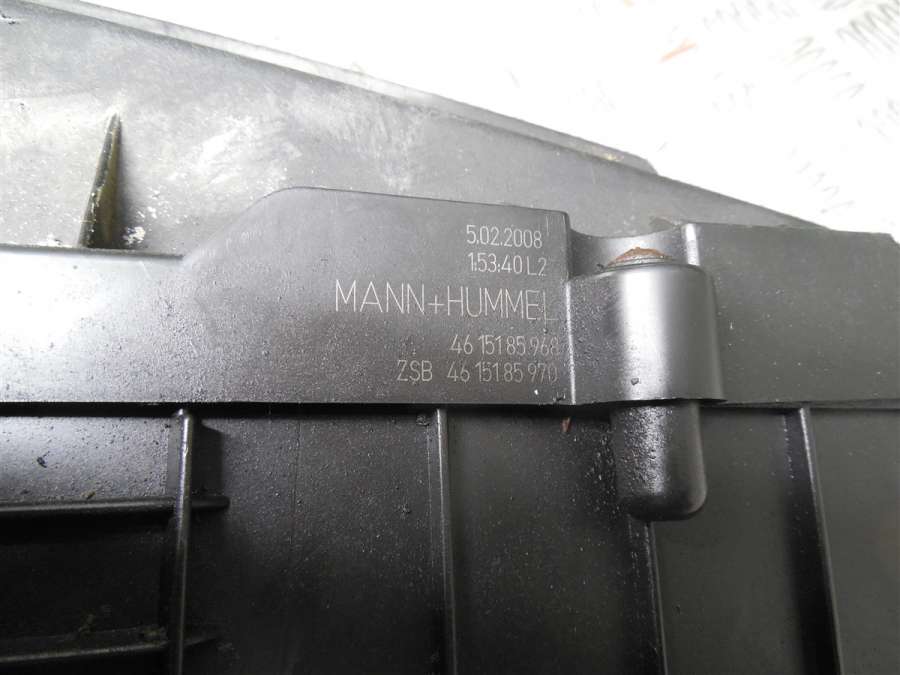 5.02.2008
1:53:40 L2
MANN+HUMMEL
46 151 85 968
ZSB 46 151 85 970